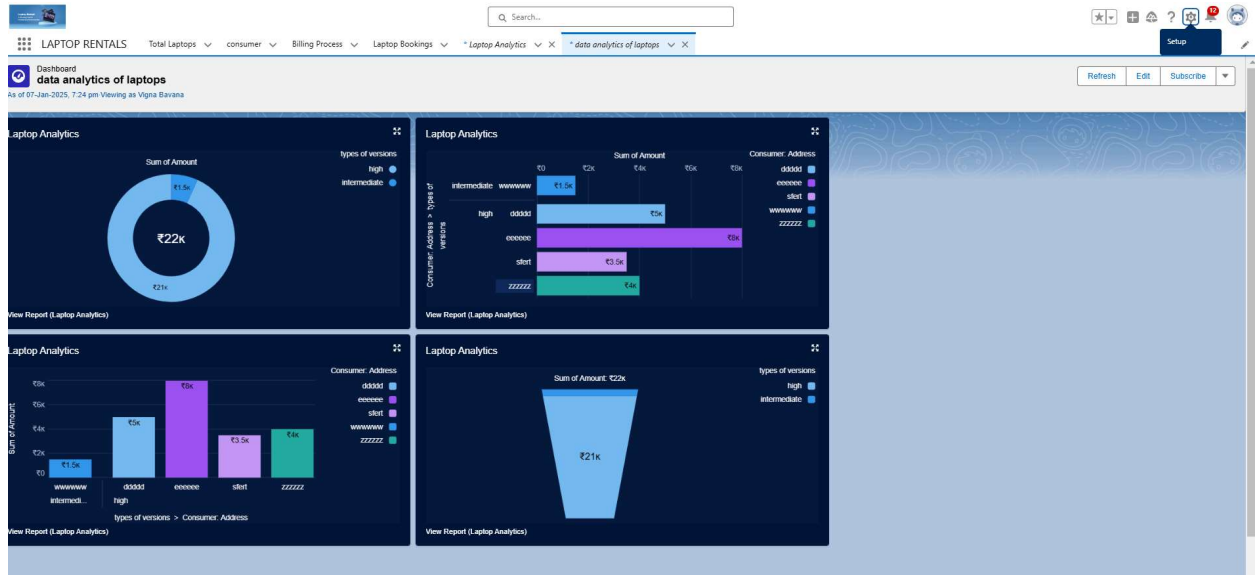 Search...
12
LAPTOP RENTALS
Total Laptops
consumer
Billing Process
Laptop Bookings
* Laptop Analytics
* data analytics of laptops
Setup
Dashboard
data analytics of laptops
As of 07-Jan-2025, 7:24 pm·Viewing as Vigna Bavana
Refresh
Edit
Subscribe
Laptop Analytics
Sum of Amount
types of versions
high
intermediate
₹1.5K
₹22K
₹21K
View Report (Laptop Analytics)
Laptop Analytics
Sum of Amount
Consumer: Address
₹0 ₹2K ₹4K ₹6K ₹8K
ddddd
eeeeee
sfert
wwwwww
zzzzzz
Consumer: Address > types of
versions
intermediate wwwwww ₹1.5K
high ddddd ₹5K
eeeeee ₹8K
sfert ₹3.5K
zzzzzz ₹4K
View Report (Laptop Analytics)
Laptop Analytics
Consumer: Address
ddddd
eeeeee
sfert
wwwwww
zzzzzz
Sum of Amount
₹8K
₹6K
₹4K
₹2K
₹0
₹1.5K
₹5K
₹8K
₹3.5K
₹4K
wwwwww ddddd eeeeee sfert zzzzzz
intermedi... high
types of versions > Consumer: Address
View Report (Laptop Analytics)
Laptop Analytics
Sum of Amount: ₹22K
types of versions
high
intermediate
₹21K
View Report (Laptop Analytics)